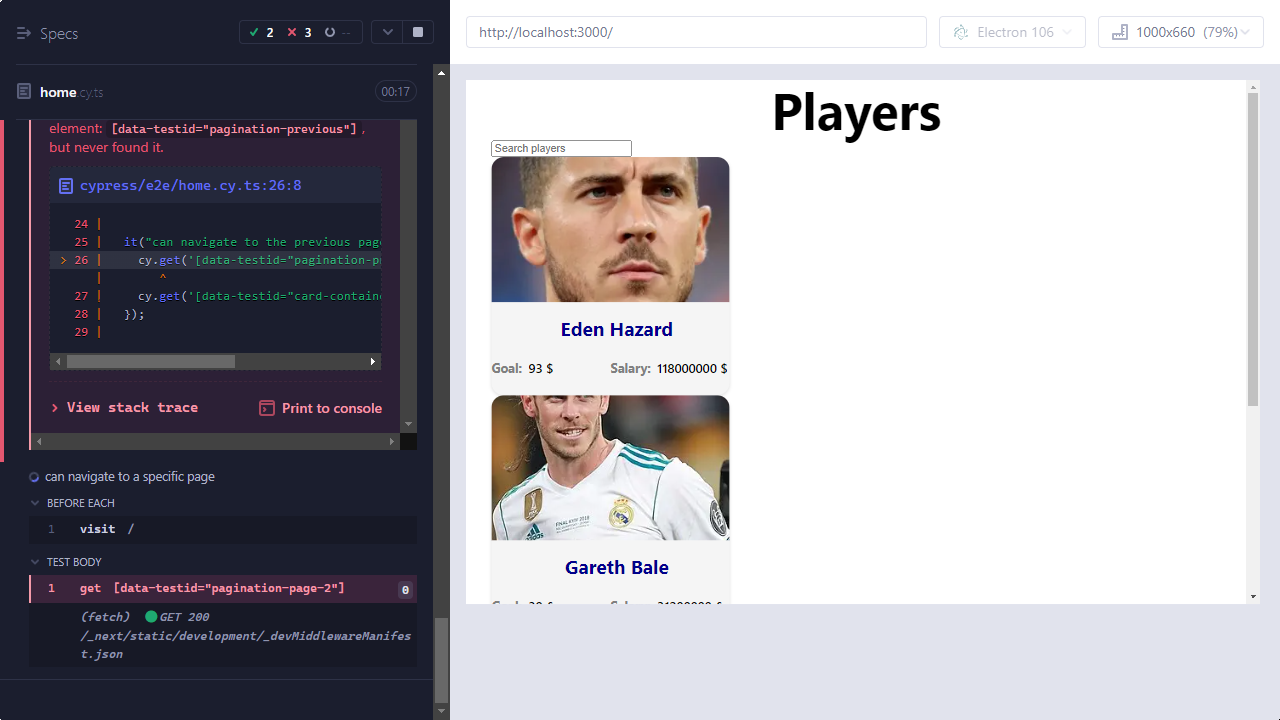 Specs
2
3
--
home.cy.ts
00:17
element: [data-testid="pagination-previous"] ,
but never found it.
cypress/e2e/home.cy.ts:26:8
24 |
25 | it("can navigate to the previous page
> 26 | cy.get('[data-testid="pagination-pr
| ^
27 | cy.get('[data-testid="card-containe
28 | });
29 |
> View stack trace
Print to console
can navigate to a specific page
BEFORE EACH
1 visit /
TEST BODY
1 get [data-testid="pagination-page-2"] 0
(fetch) GET 200
/_next/static/development/_devMiddlewareManifes
t.json
http://localhost:3000/
Electron 106
1000x660 (79%)
Players
Search players
Eden Hazard
Goal: 93 $ Salary: 118000000 $
Gareth Bale